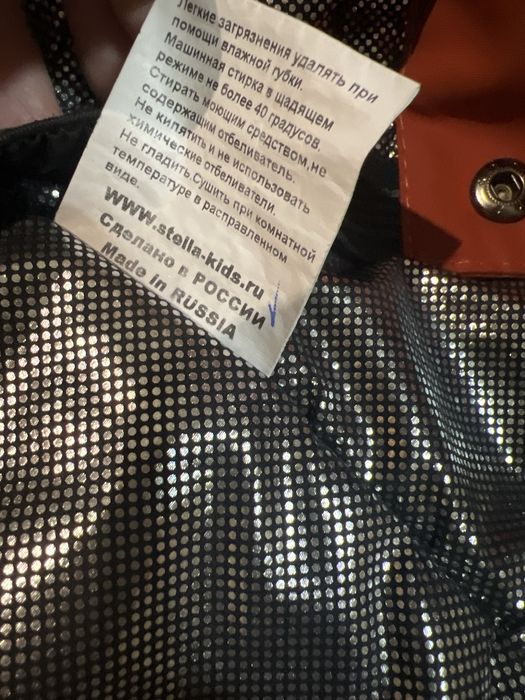 Легкие загрязнения удалять при
помощи влажной губки.
Машинная стирка в щадящем
режиме не более 40 градусов.
Стирать моющим средством,не
содержащим отбеливатель.
Не кипятить и не использовать
химические отбеливатели.
Не гладить.Сушить при комнатной
температуре в расправленном
виде.
www.stella-kids.ru
Сделано в РОССИИ
Made in RUSSIA